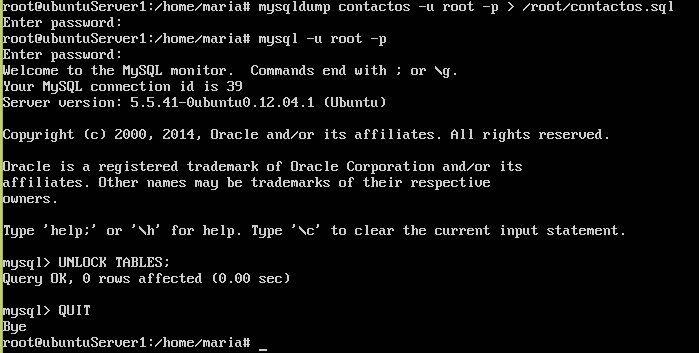 root@ubuntuServer1:/home/maria# mysqldump contactos -u root -p > /root/contactos.sql
Enter password:
root@ubuntuServer1:/home/maria# mysql -u root -p
Enter password:
Welcome to the MySQL monitor.  Commands end with ; or \g.
Your MySQL connection id is 39
Server version: 5.5.41-0ubuntu0.12.04.1 (Ubuntu)
Copyright (c) 2000, 2014, Oracle and/or its affiliates. All rights reserved.
Oracle is a registered trademark of Oracle Corporation and/or its
affiliates. Other names may be trademarks of their respective
owners.
Type 'help;' or '\h' for help. Type '\c' to clear the current input statement.
mysql> UNLOCK TABLES;
Query OK, 0 rows affected (0.00 sec)
mysql> QUIT
Bye
root@ubuntuServer1:/home/maria# _